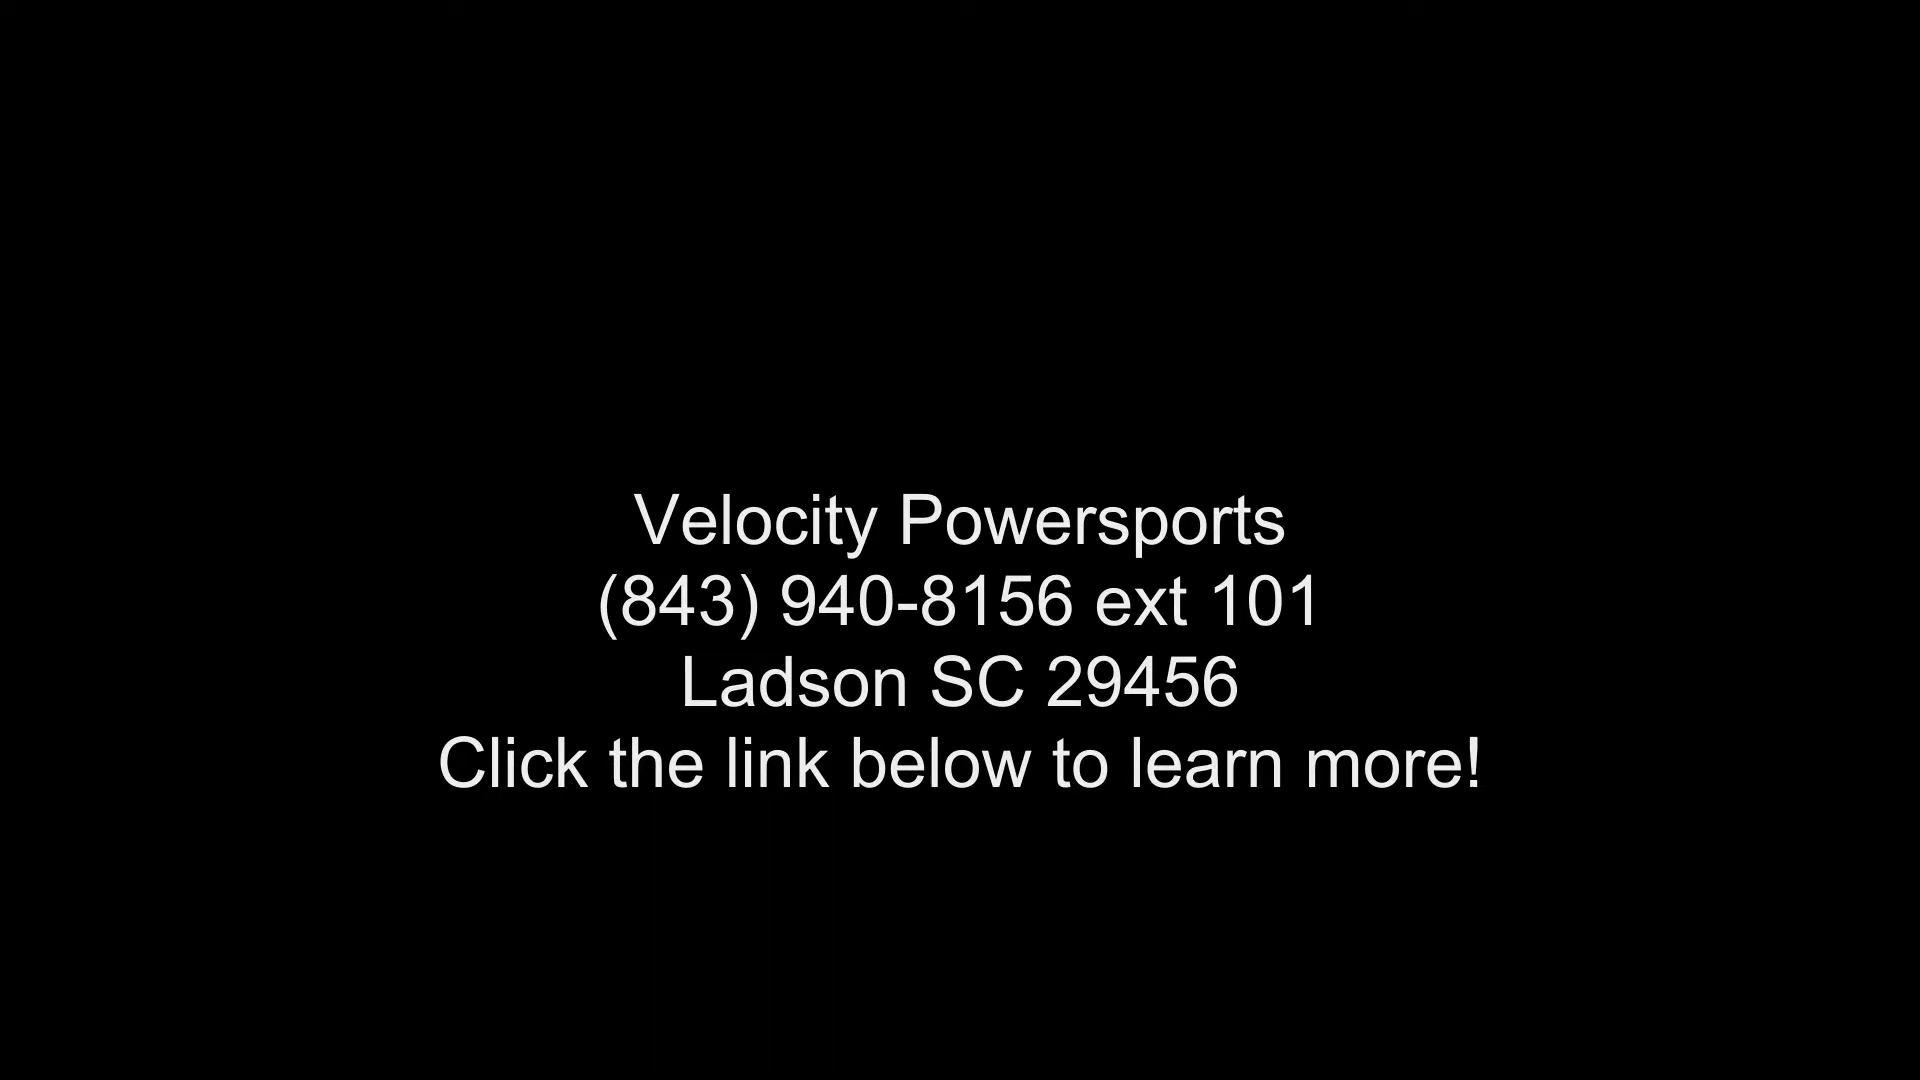 Velocity Powersports
(843) 940-8156 ext 101
Ladson SC 29456
Click the link below to learn more!